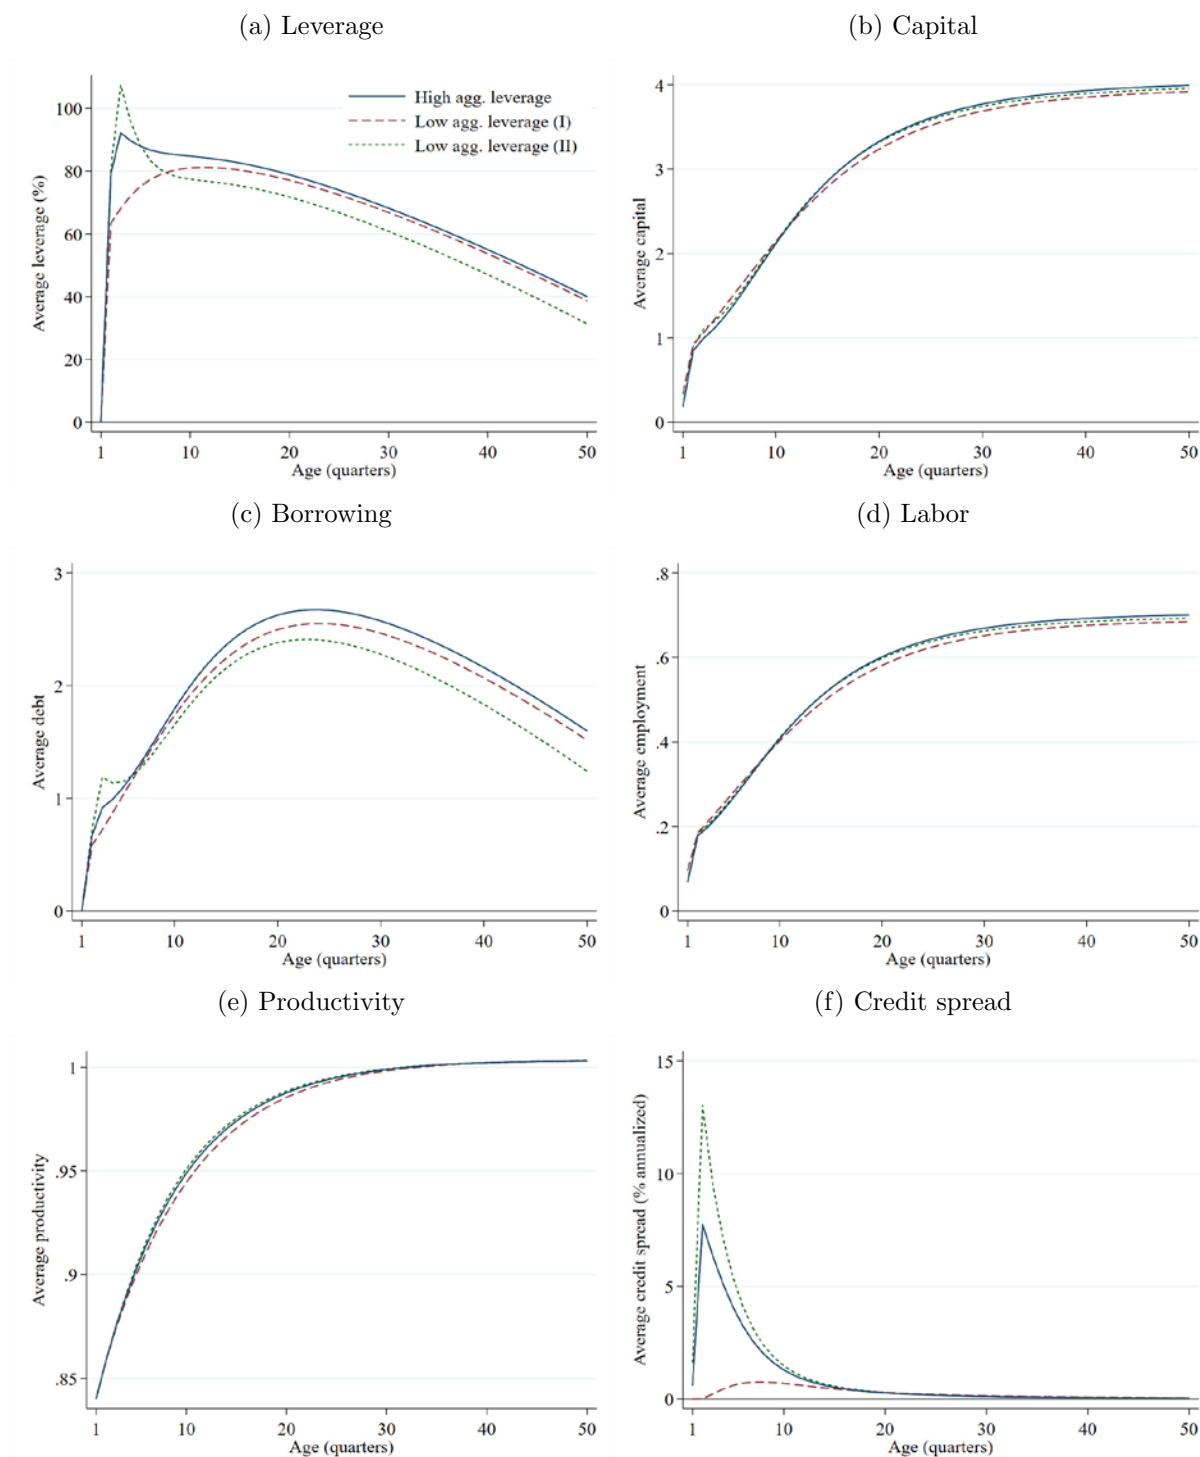 (a) Leverage
Average leverage (%)
100
80
60
40
20
0
High agg. leverage
Low agg. leverage (I)
Low agg. leverage (II)
1 10 20 30 40 50
Age (quarters)
(b) Capital
Average capital
4
3
2
1
0
1 10 20 30 40 50
Age (quarters)
(c) Borrowing
Average debt
3
2
1
0
1 10 20 30 40 50
Age (quarters)
(d) Labor
Average employment
.8
.6
.4
.2
0
1 10 20 30 40 50
Age (quarters)
(e) Productivity
Average productivity
1
.95
.9
.85
1 10 20 30 40 50
Age (quarters)
(f) Credit spread
Average credit spread (% annualized)
15
10
5
0
1 10 20 30 40 50
Age (quarters)